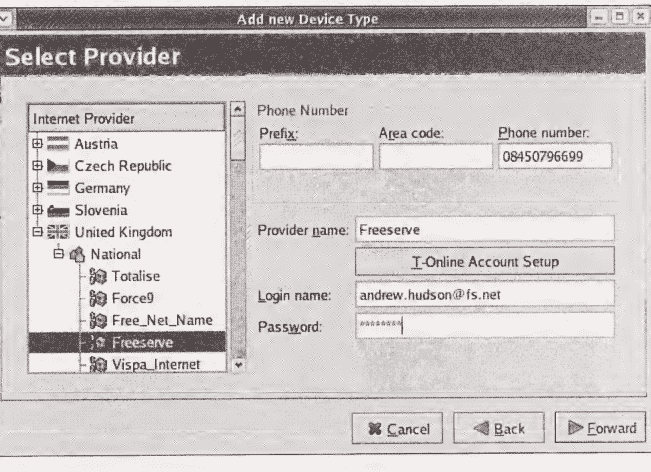 Add new Device Type
Select Provider
Internet Provider
Austria
Czech Republic
Germany
Slovenia
United Kingdom
National
Totalise
Force9
Free_Net_Name
Freeserve
Vispa_Internet
Phone Number
Prefix:
Area code:
Phone number:
08450796699
Provider name: Freeserve
T-Online Account Setup
Login name: andrew.hudson@fs.net
Password: ********
Cancel
Back
Forward